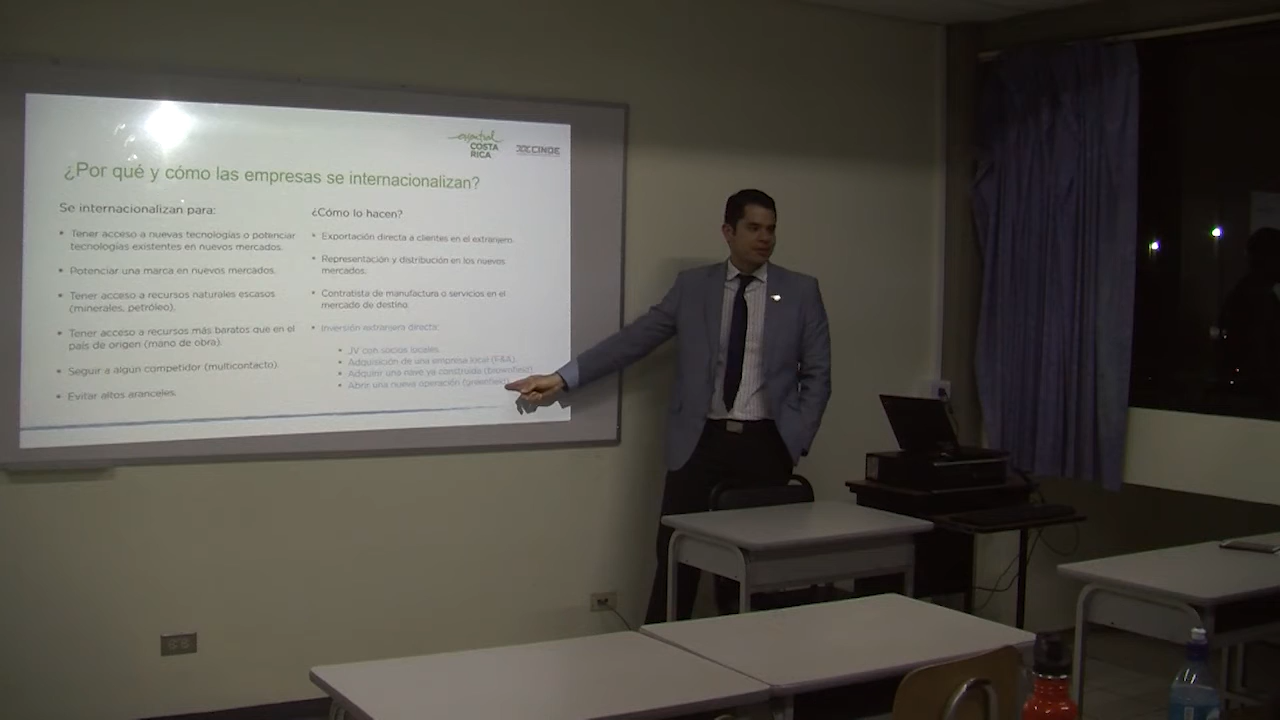 essential
COSTA
RICA
CINDE
¿Por qué y cómo las empresas se internacionalizan?
Se internacionalizan para:
• Tener acceso a nuevas tecnologías o potenciar
tecnologías existentes en nuevos mercados.
• Potenciar una marca en nuevos mercados.
• Tener acceso a recursos naturales escasos
(minerales, petróleo).
• Tener acceso a recursos más baratos que en el
país de origen (mano de obra).
• Seguir a algún competidor (multicontacto).
• Evitar altos aranceles.
¿Cómo lo hacen?
• Exportación directa a clientes en el extranjero.
• Representación y distribución en los nuevos
mercados.
• Contratista de manufactura o servicios en el
mercado de destino.
• Inversión extranjera directa:
• JV con socios locales.
• Adquisición de una empresa local
• Adquirir una nave ya construida
• Abrir una nueva operación